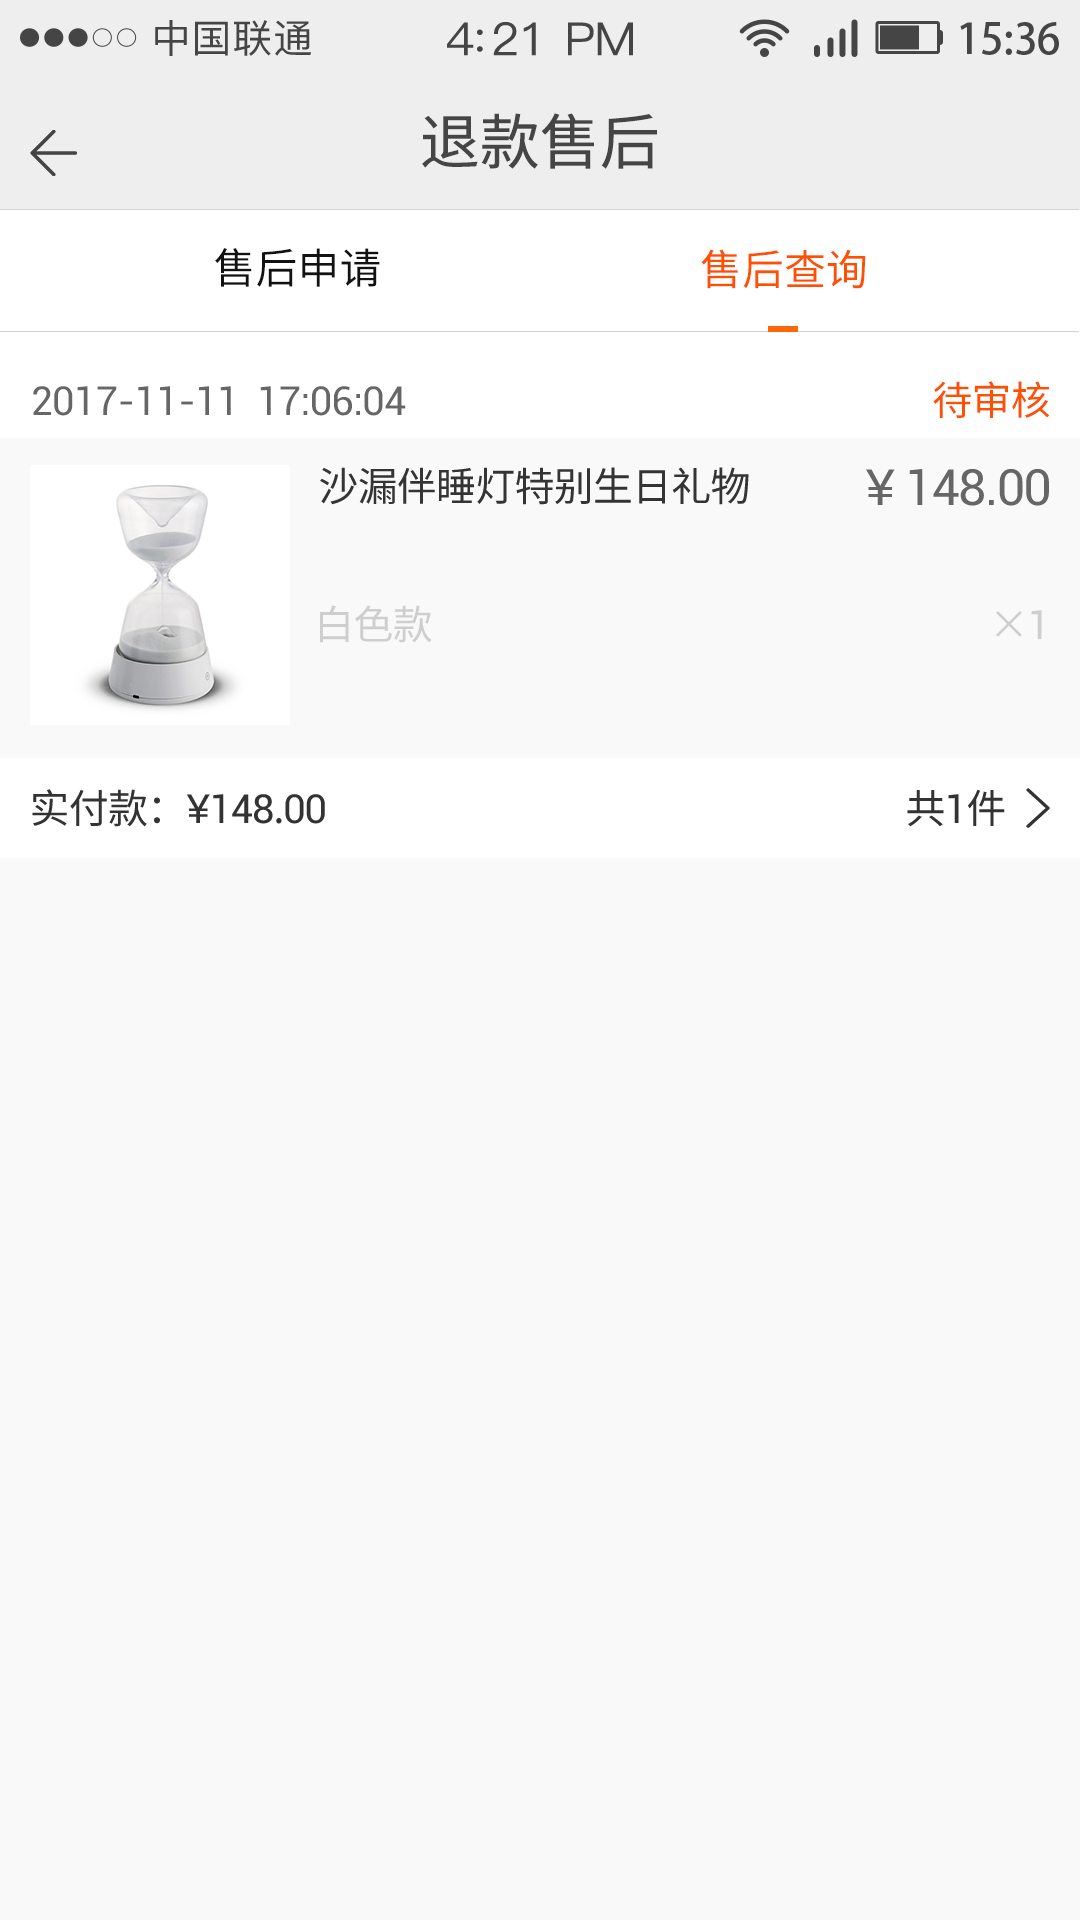 中国联通 4:21 PM 15:36
退款售后
售后申请 售后查询
2017-11-11 17:06:04 待审核
沙漏伴睡灯特别生日礼物 ¥148.00
白色款 ×1
实付款：¥148.00 共1件